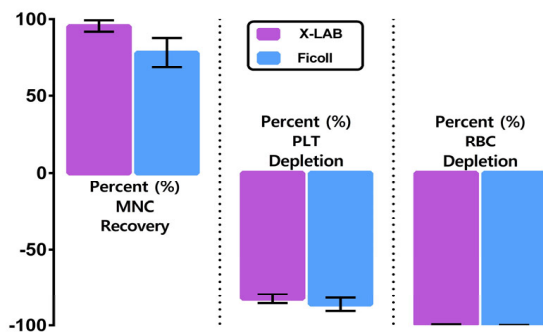 100
50
0
-50
-100
X-LAB
Ficoll
Percent (%)
MNC
Recovery
Percent (%)
PLT
Depletion
Percent (%)
RBC
Depletion